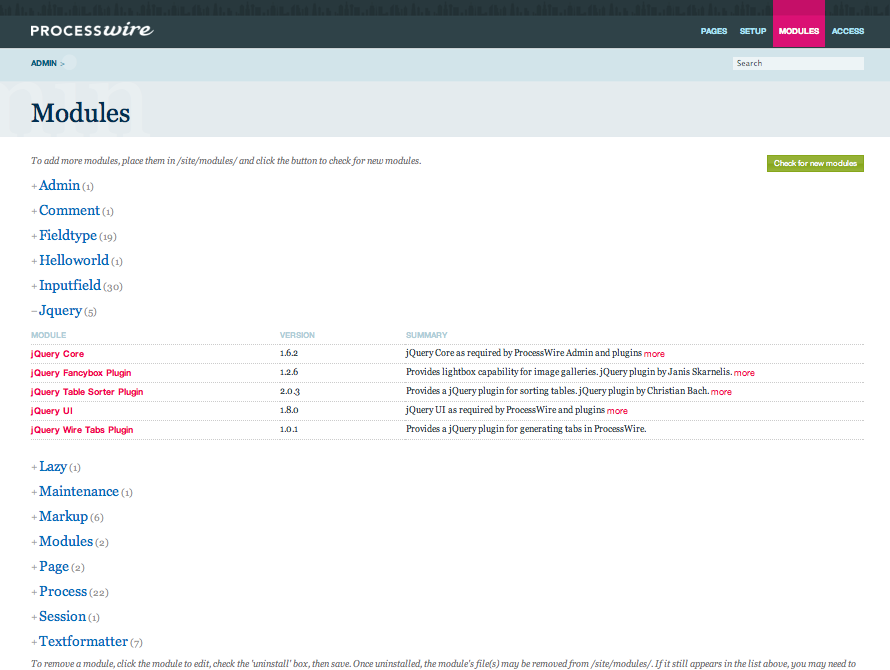 PROCESSwire
PAGES SETUP MODULES ACCESS
ADMIN >
Search
Modules
To add more modules, place them in /site/modules/ and click the button to check for new modules.
Check for new modules
+ Admin (1)
+ Comment (1)
+ Fieldtype (19)
+ Helloworld (1)
+ Inputfield (30)
– Jquery (5)
MODULE VERSION SUMMARY
jQuery Core 1.6.2 jQuery Core as required by ProcessWire Admin and plugins more
jQuery Fancybox Plugin 1.2.6 Provides lightbox capability for image galleries. jQuery plugin by Janis Skarnelis. more
jQuery Table Sorter Plugin 2.0.3 Provides a jQuery plugin for sorting tables. jQuery plugin by Christian Bach. more
jQuery UI 1.8.0 jQuery UI as required by ProcessWire and plugins more
jQuery Wire Tabs Plugin 1.0.1 Provides a jQuery plugin for generating tabs in ProcessWire.
+ Lazy (1)
+ Maintenance (1)
+ Markup (6)
+ Modules (2)
+ Page (2)
+ Process (22)
+ Session (1)
+ Textformatter (7)
To remove a module, click the module to edit, check the 'uninstall' box, then save. Once uninstalled, the module's file(s) may be removed from /site/modules/. If it still appears in the list above, you may need to